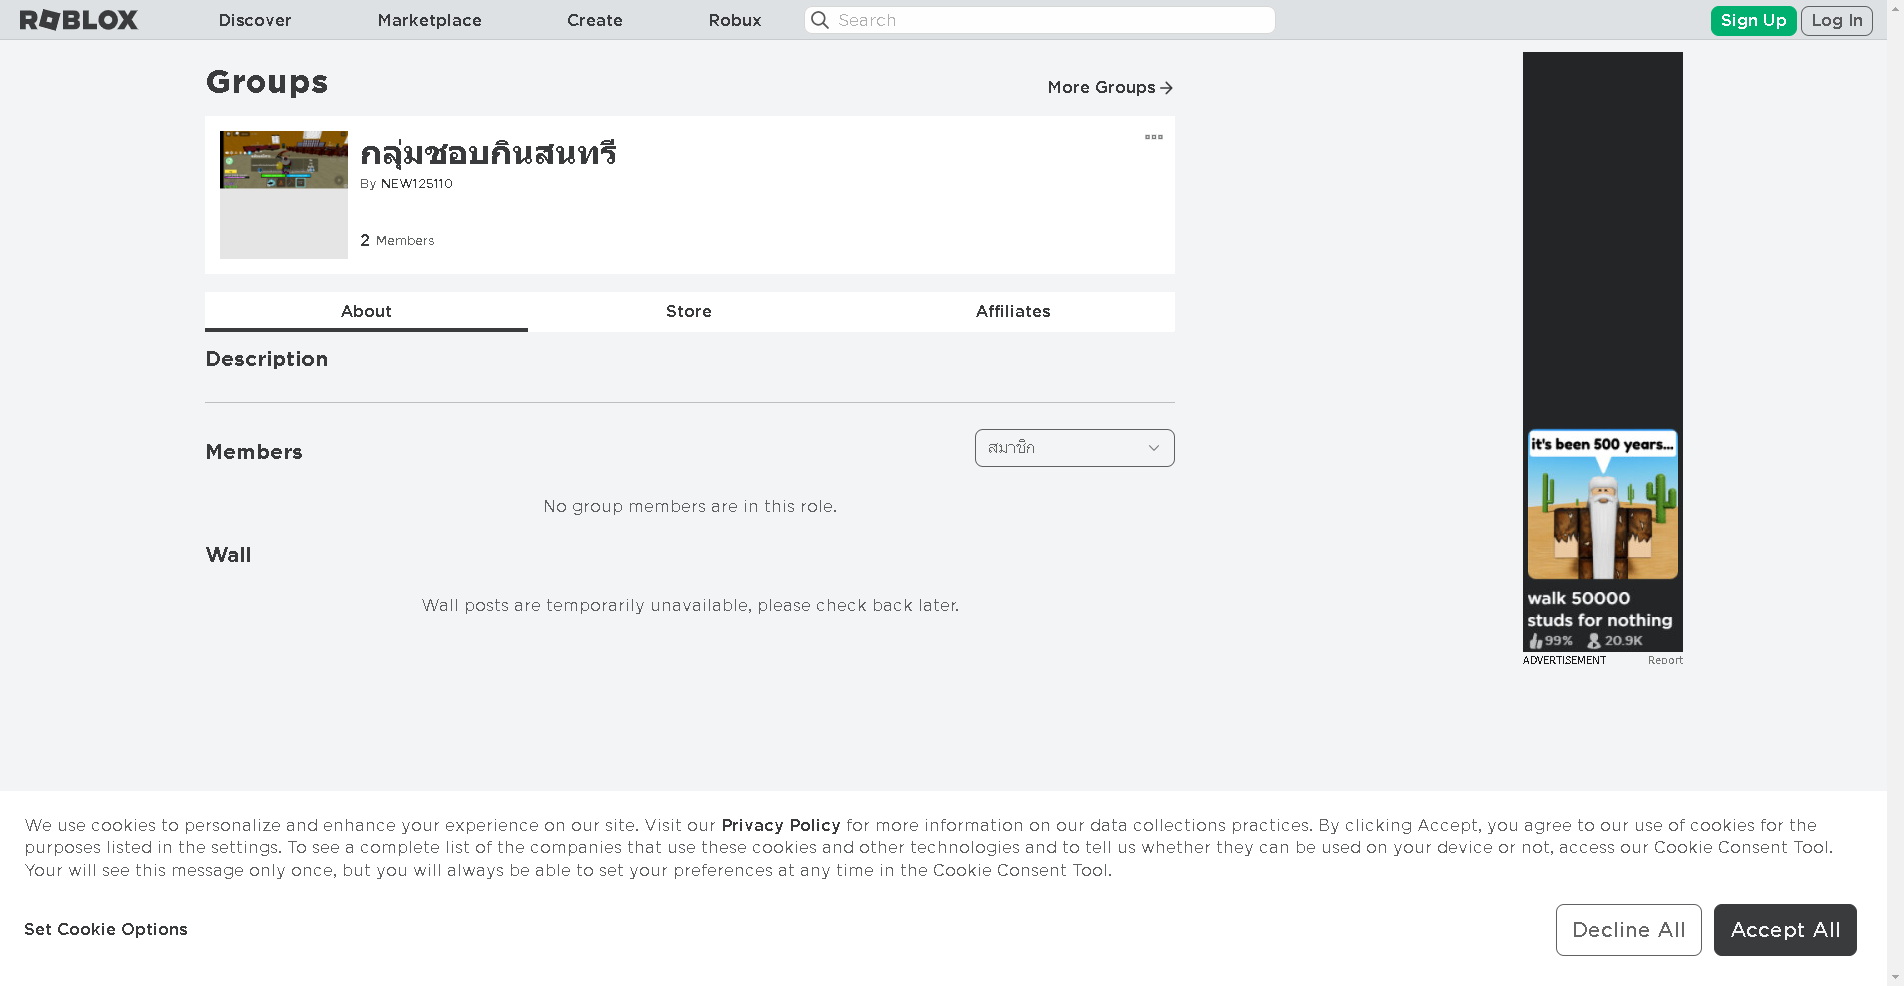 ROBLOX
Discover
Marketplace
Create
Robux
Search
Sign Up
Log In
Groups
More Groups
กลุ่มชอบกินสนทรี
By NEW125110
2 Members
About
Store
Affiliates
Description
Members
สมาชิก
No group members are in this role.
Wall
Wall posts are temporarily unavailable, please check back later.
it's been 500 years...
walk 50000
studs for nothing
99% 20.9K
ADVERTISEMENT
Report
We use cookies to personalize and enhance your experience on our site. Visit our Privacy Policy for more information on our data collections practices. By clicking Accept, you agree to our use of cookies for the
purposes listed in the settings. To see a complete list of the companies that use these cookies and other technologies and to tell us whether they can be used on your device or not, access our Cookie Consent Tool.
Your will see this message only once, but you will always be able to set your preferences at any time in the Cookie Consent Tool.
Set Cookie Options
Decline All
Accept All